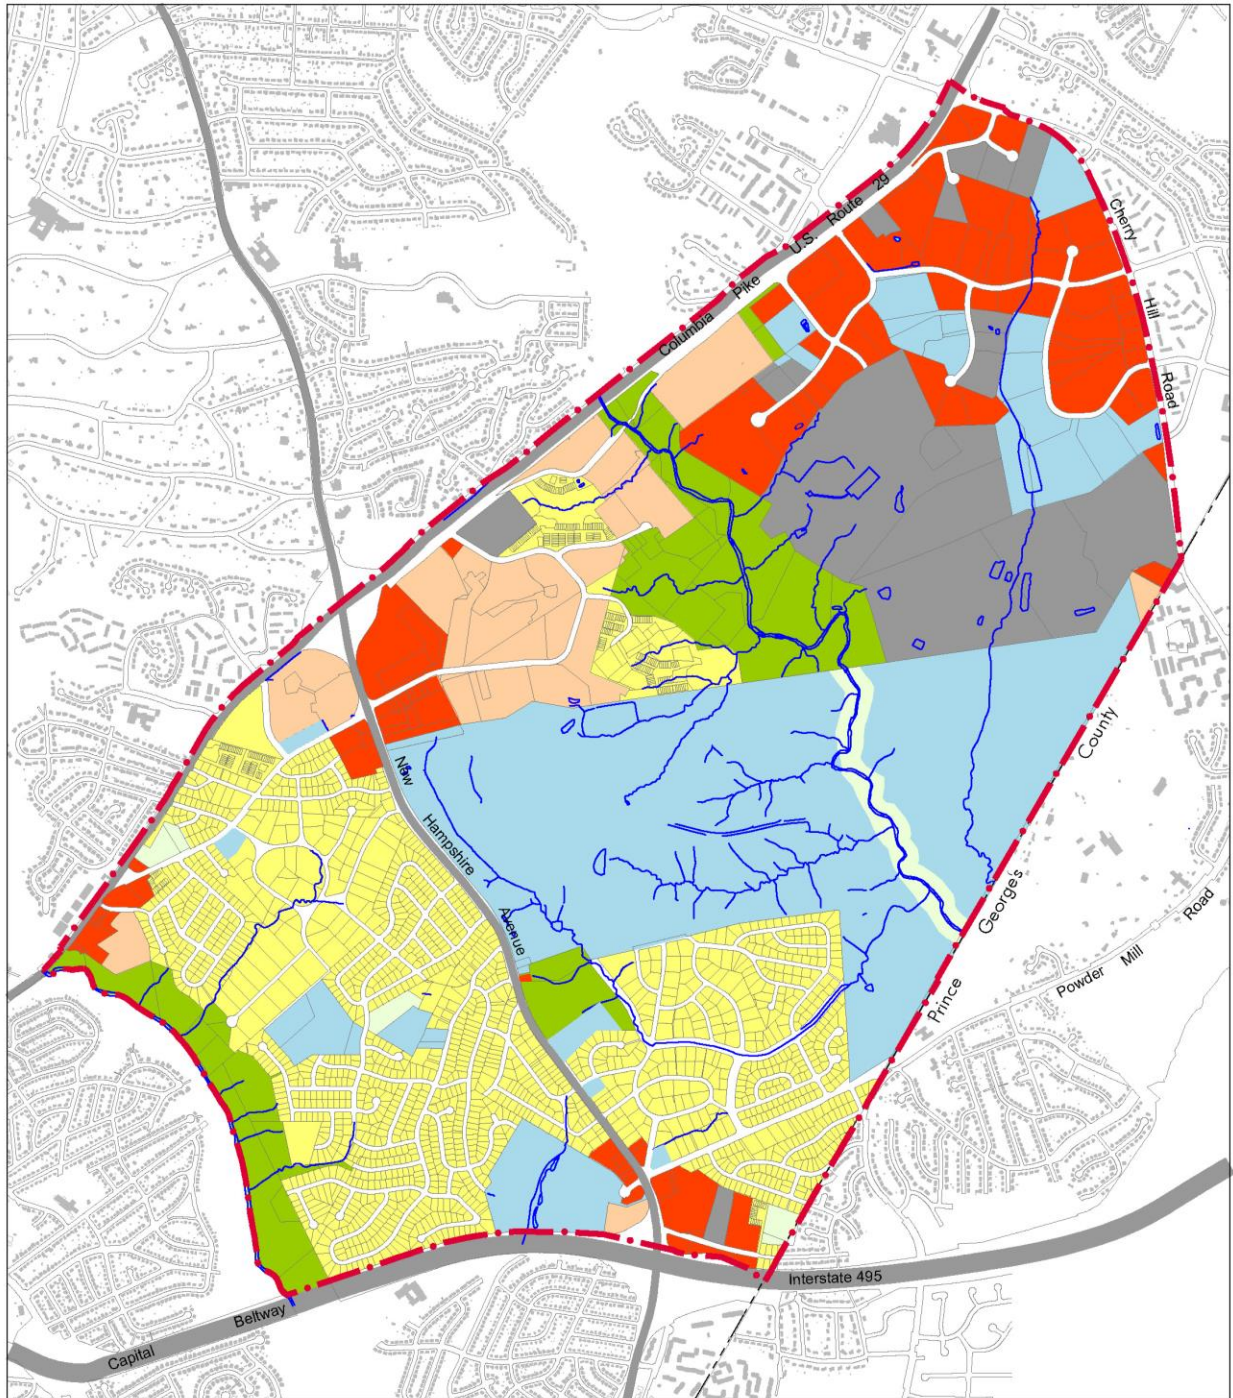 Columbia Pike U.S. Route 29
Cherry Hill Road
New Hampshire Avenue
Prince George's County
Powder Mill Road
Capital Beltway
Interstate 495